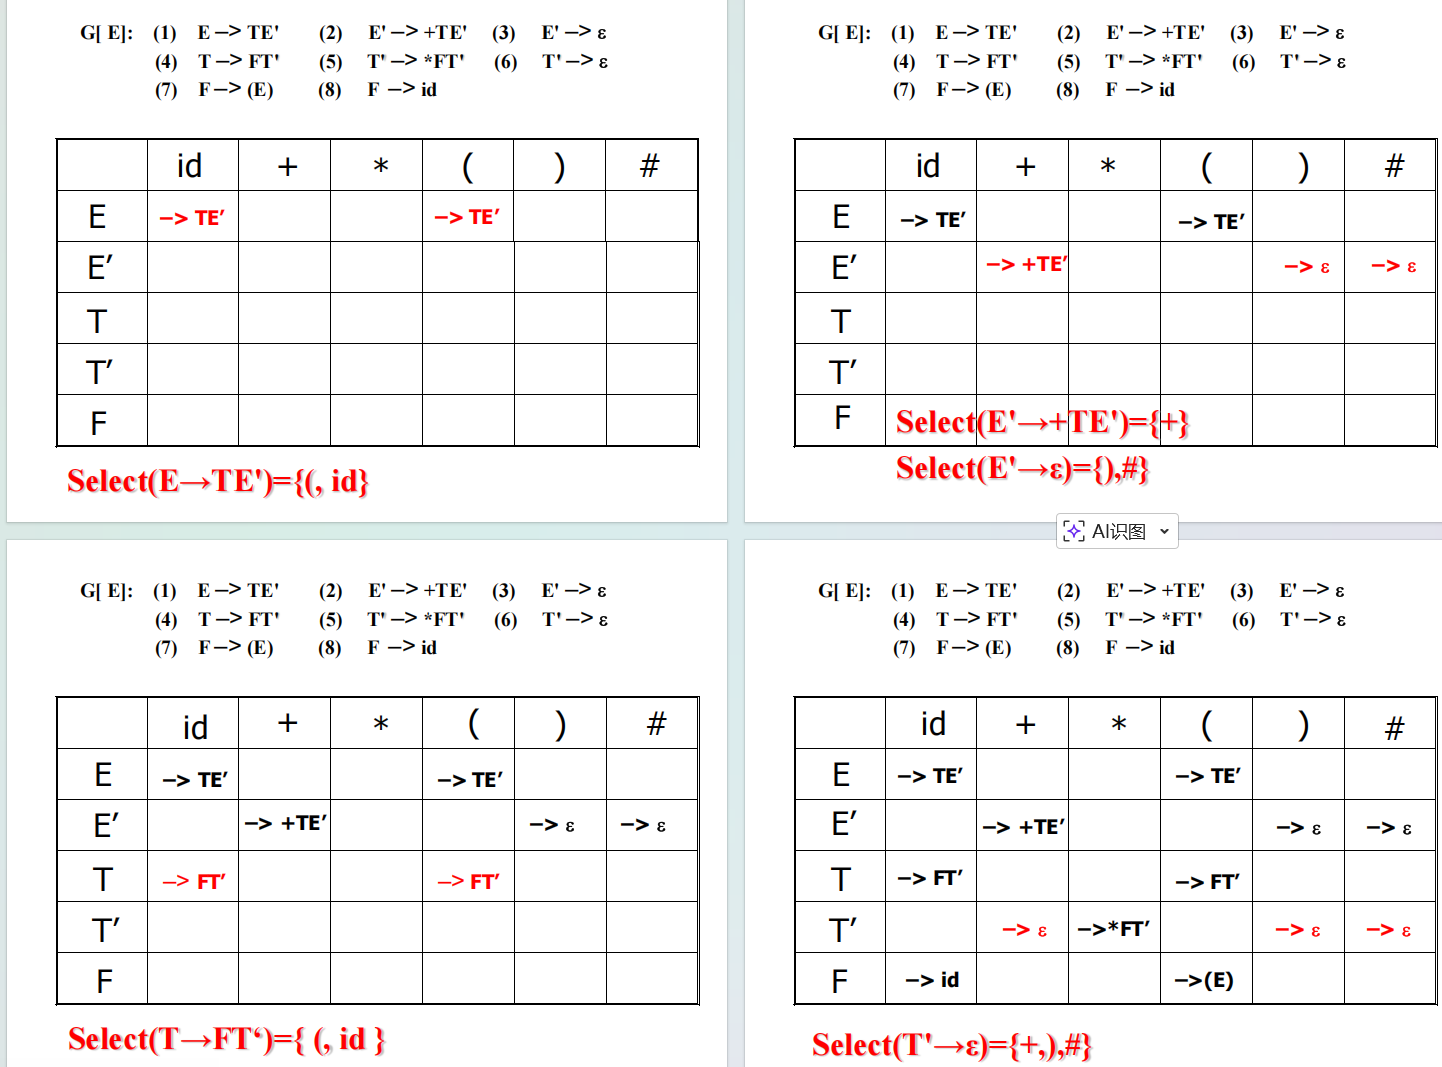 G[ E]: (1) E –> TE' (2) E' –> +TE' (3) E' –> ε
(4) T –> FT' (5) T' –> *FT' (6) T' –> ε
(7) F –> (E) (8) F –> id
id + * ( ) #
E –> TE′ –> TE′
E′
T
T′
F
Select(E→TE')={(, id}
G[ E]: (1) E –> TE' (2) E' –> +TE' (3) E' –> ε
(4) T –> FT' (5) T' –> *FT' (6) T' –> ε
(7) F –> (E) (8) F –> id
id + * ( ) #
E –> TE′ –> TE′
E′ –> +TE′ –> ε –> ε
T
T′
F
Select(E'→+TE')={+}
Select(E'→ε)={),#}
AI识图
G[ E]: (1) E –> TE' (2) E' –> +TE' (3) E' –> ε
(4) T –> FT' (5) T' –> *FT' (6) T' –> ε
(7) F –> (E) (8) F –> id
id + * ( ) #
E –> TE′ –> TE′
E′ –> +TE′ –> ε –> ε
T –> FT′ –> FT′
T′
F
Select(T→FT‘)={ (, id }
G[ E]: (1) E –> TE' (2) E' –> +TE' (3) E' –> ε
(4) T –> FT' (5) T' –> *FT' (6) T' –> ε
(7) F –> (E) (8) F –> id
id + * ( ) #
E –> TE′ –> TE′
E′ –> +TE′ –> ε –> ε
T –> FT′ –> FT′
T′ –> ε –>*FT′ –> ε –> ε
F –> id –>(E)
Select(T'→ε)={+,),#}